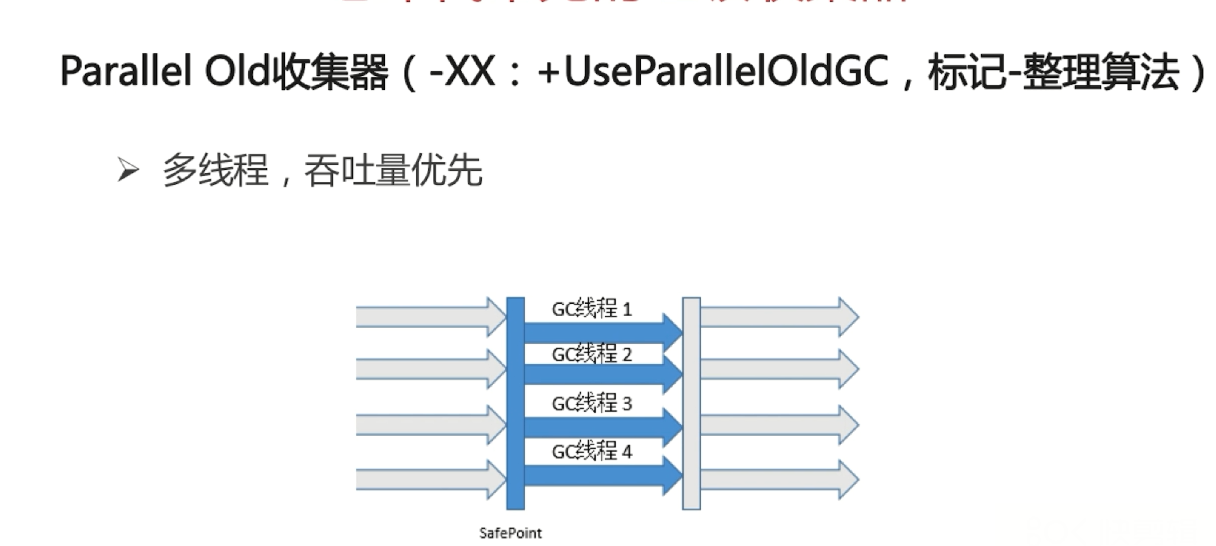 Parallel Old收集器（-XX：+UseParallelOldGC，标记-整理算法）
多线程，吞吐量优先
GC线程 1
GC线程 2
GC线程 3
GC线程 4
SafePoint